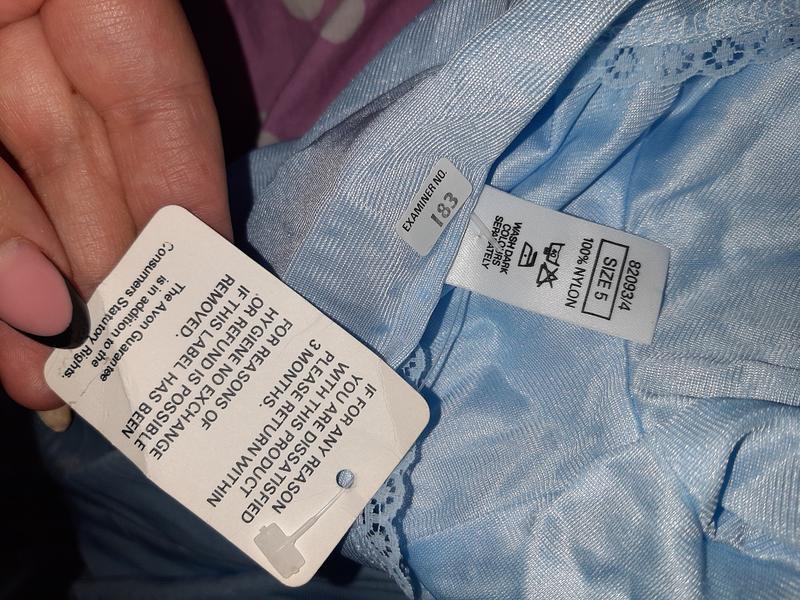 IF FOR ANY REASON
YOU ARE DISSATISFIED
WITH THIS PRODUCT
PLEASE RETURN WITHIN
3 MONTHS.
FOR REASONS OF
HYGIENE NO EXCHANGE
OR REFUND IS POSSIBLE
IF THIS LABEL HAS BEEN
REMOVED.
The Avon Guarantee
is in addition to the
Consumers Statutory Rights.
EXAMINER NO.
183
82093/4
SIZE 5
100% NYLON
WASH DARK
COLOURS
SEPARATELY